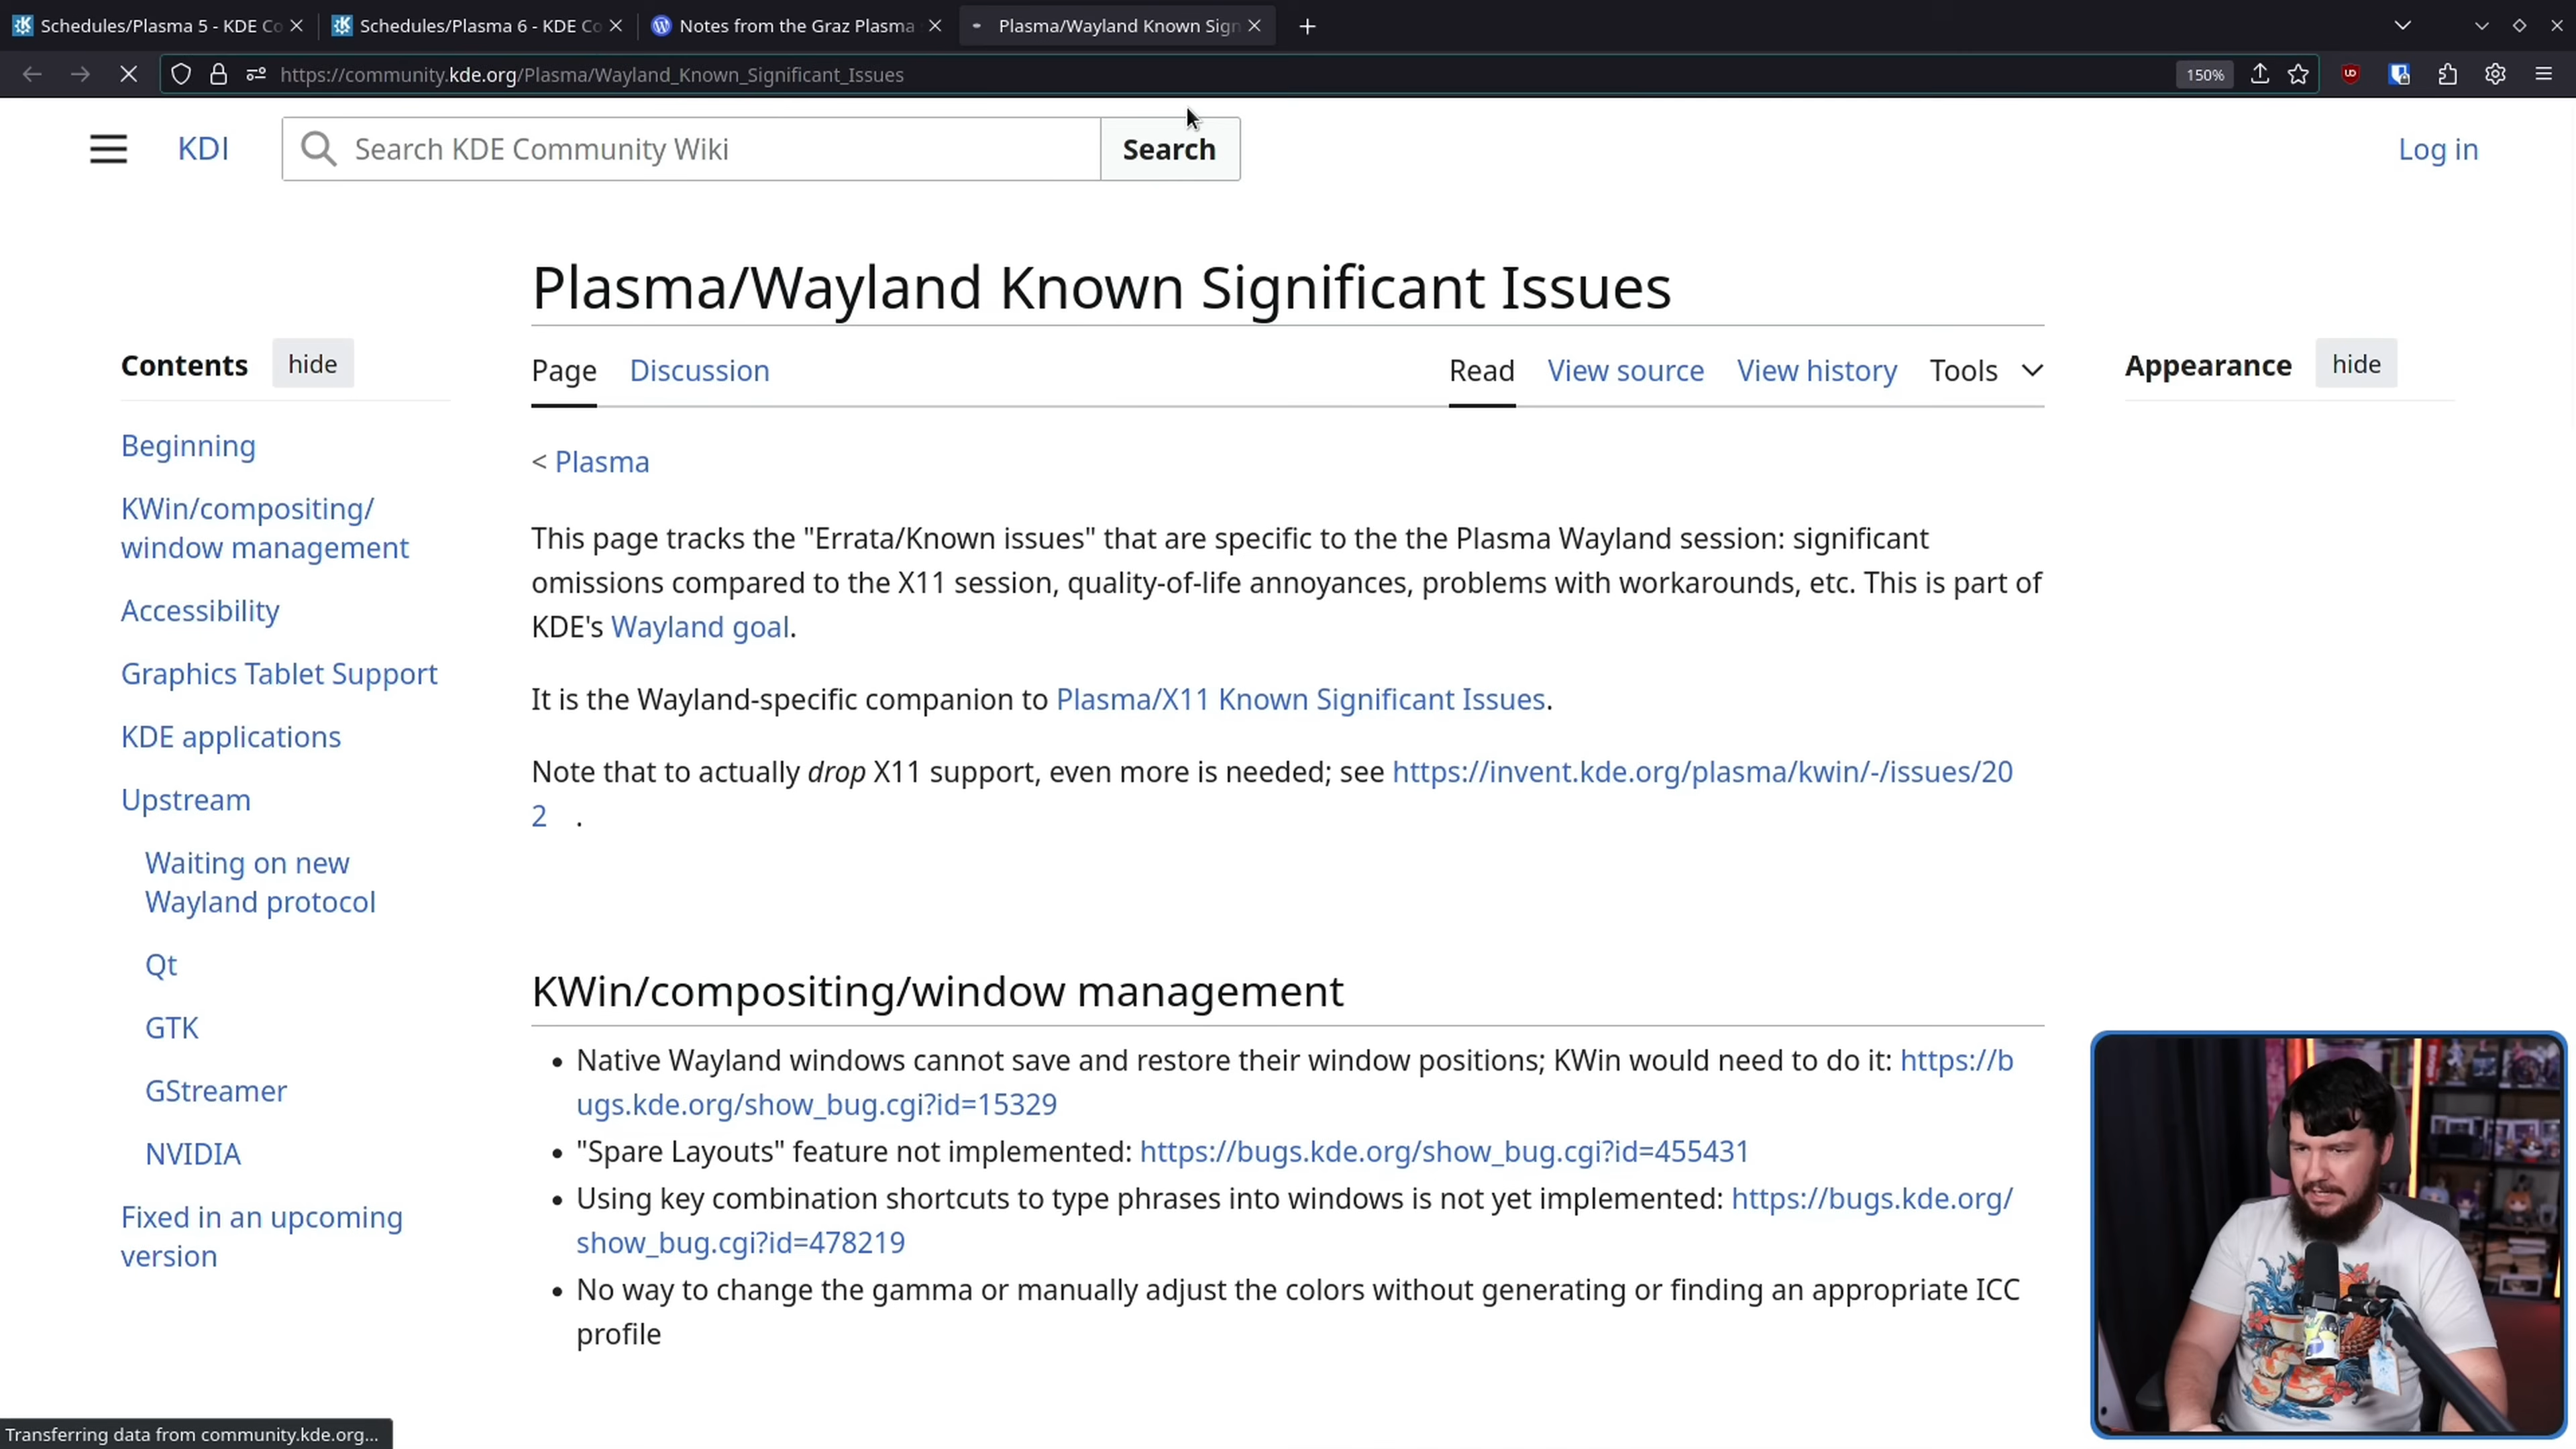 Schedules/Plasma 5 - KDE Co
Schedules/Plasma 6 - KDE Co
Notes from the Graz Plasma
Plasma/Wayland Known Sign
https://community.kde.org/Plasma/Wayland_Known_Significant_Issues
150%
KDI
Search KDE Community Wiki
Search
Log in
Plasma/Wayland Known Significant Issues
Contents
hide
Page
Discussion
Read
View source
View history
Tools
Appearance
hide
Beginning
KWin/compositing/
window management
Accessibility
Graphics Tablet Support
KDE applications
Upstream
Waiting on new
Wayland protocol
Qt
GTK
GStreamer
NVIDIA
Fixed in an upcoming
version
< Plasma
This page tracks the "Errata/Known issues" that are specific to the the Plasma Wayland session: significant
omissions compared to the X11 session, quality-of-life annoyances, problems with workarounds, etc. This is part of
KDE's Wayland goal.
It is the Wayland-specific companion to Plasma/X11 Known Significant Issues.
Note that to actually drop X11 support, even more is needed; see https://invent.kde.org/plasma/kwin/-/issues/20
2 .
KWin/compositing/window management
• Native Wayland windows cannot save and restore their window positions; KWin would need to do it: https://b
ugs.kde.org/show_bug.cgi?id=15329
• "Spare Layouts" feature not implemented: https://bugs.kde.org/show_bug.cgi?id=455431
• Using key combination shortcuts to type phrases into windows is not yet implemented: https://bugs.kde.org/
show_bug.cgi?id=478219
• No way to change the gamma or manually adjust the colors without generating or finding an appropriate ICC
profile
Transferring data from community.kde.org...